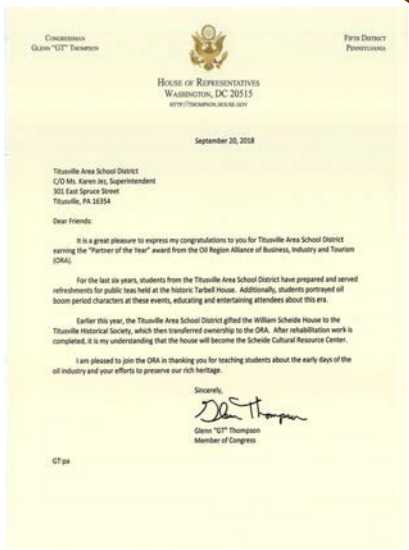 CONGRESSMAN
GLENN "GT" THOMPSON
FIFTH DISTRICT
PENNSYLVANIA
HOUSE OF REPRESENTATIVES
WASHINGTON, DC 20515
HTTP://THOMPSON.HOUSE.GOV
September 20, 2018
Titusville Area School District
C/O Ms. Karen Jez, Superintendent
301 East Spruce Street
Titusville, PA 16354
Dear Friends:
It is a great pleasure to express my congratulations to you for Titusville Area School District
earning the "Partner of the Year" award from the Oil Region Alliance of Business, Industry and Tourism
(ORA).
For the last six years, students from the Titusville Area School District have prepared and served
refreshments for public teas held at the historic Tarbell House. Additionally, students portrayed oil
boom period characters at these events, educating and entertaining attendees about this era.
Earlier this year, the Titusville Area School District gifted the William Scheide House to the
Titusville Historical Society, which then transferred ownership to the ORA. After rehabilitation work is
completed, it is my understanding that the house will become the Scheide Cultural Resource Center.
I am pleased to join the ORA in thanking you for teaching students about the early days of the
oil industry and your efforts to preserve our rich heritage.
Sincerely,
Glenn Thompson
Glenn "GT" Thompson
Member of Congress
GT:pa